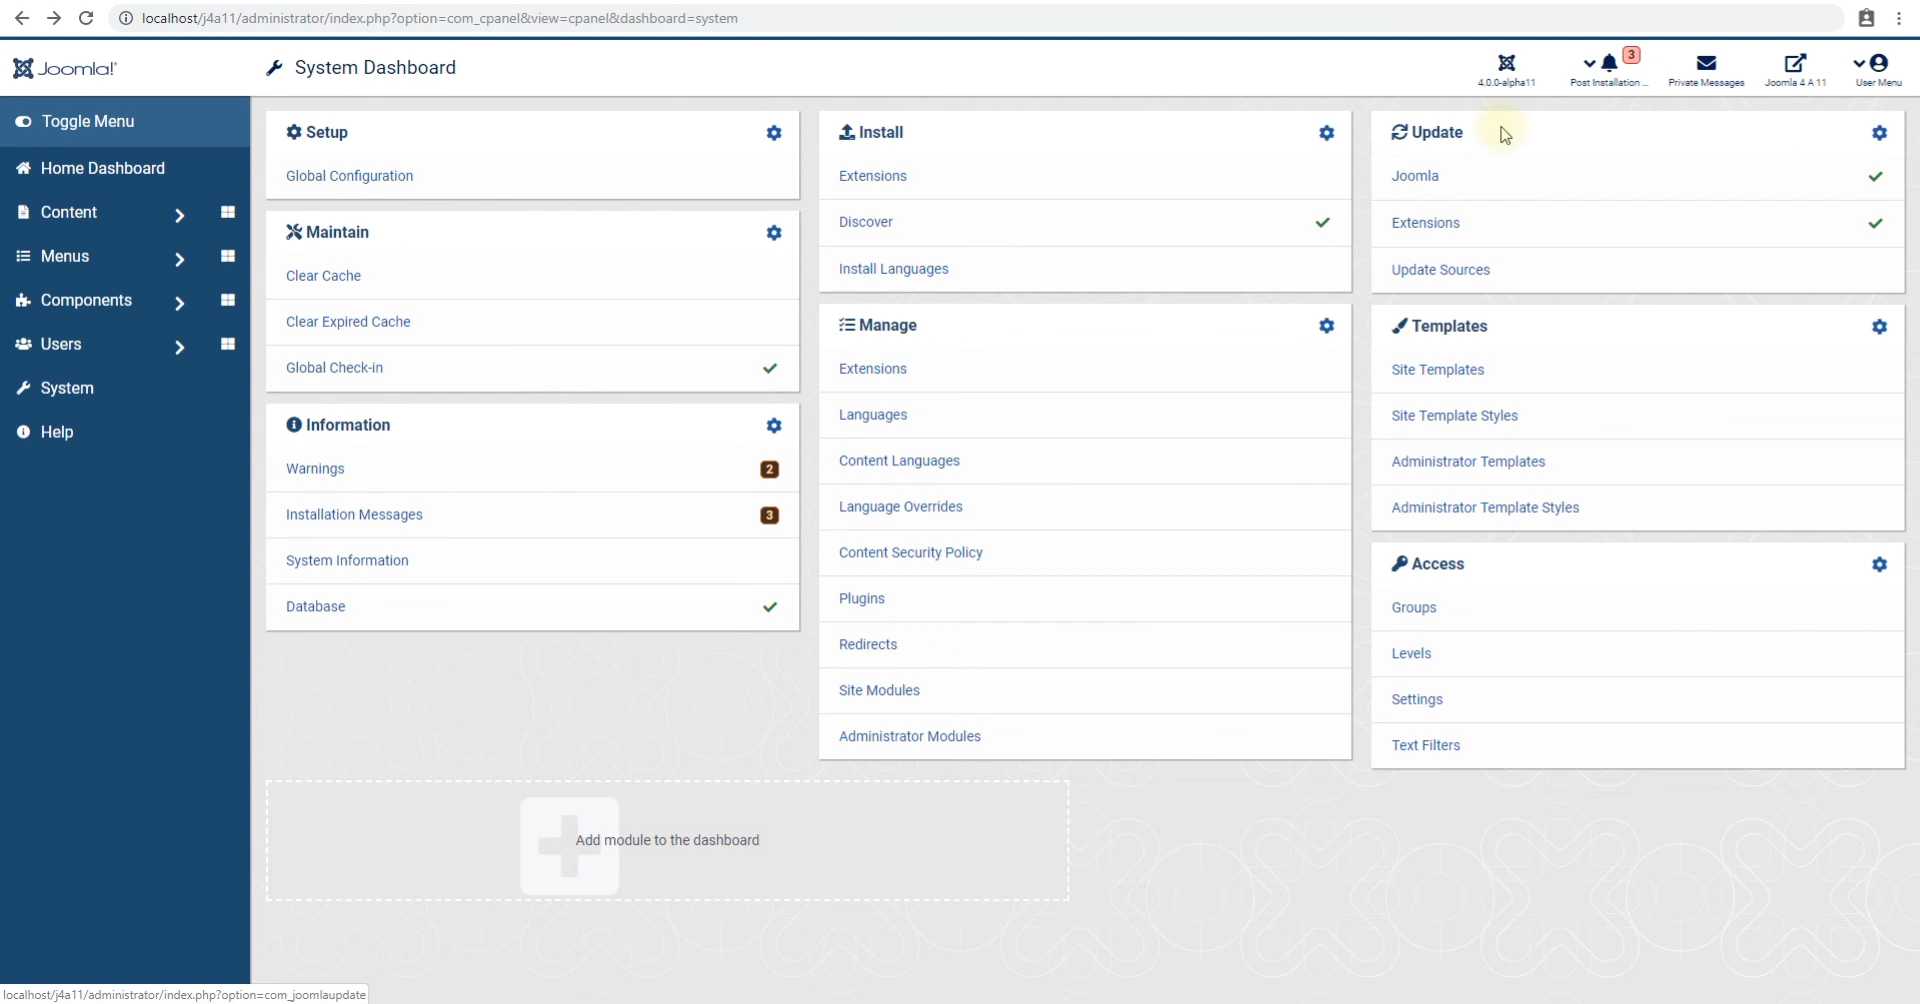 localhost/j4a11/administrator/index.php?option=com_cpanel&view=cpanel&dashboard=system
Joomla!
System Dashboard
4.0.0-alpha11
3
Post Installation ...
Private Messages
Joomla 4 A 11
User Menu
Toggle Menu
Home Dashboard
Content
Menus
Components
Users
System
Help
Setup
Global Configuration
Maintain
Clear Cache
Clear Expired Cache
Global Check-in
Information
Warnings 2
Installation Messages 3
System Information
Database
Install
Extensions
Discover
Install Languages
Manage
Extensions
Languages
Content Languages
Language Overrides
Content Security Policy
Plugins
Redirects
Site Modules
Administrator Modules
Update
Joomla
Extensions
Update Sources
Templates
Site Templates
Site Template Styles
Administrator Templates
Administrator Template Styles
Access
Groups
Levels
Settings
Text Filters
Add module to the dashboard
localhost/j4a11/administrator/index.php?option=com_joomlaupdate